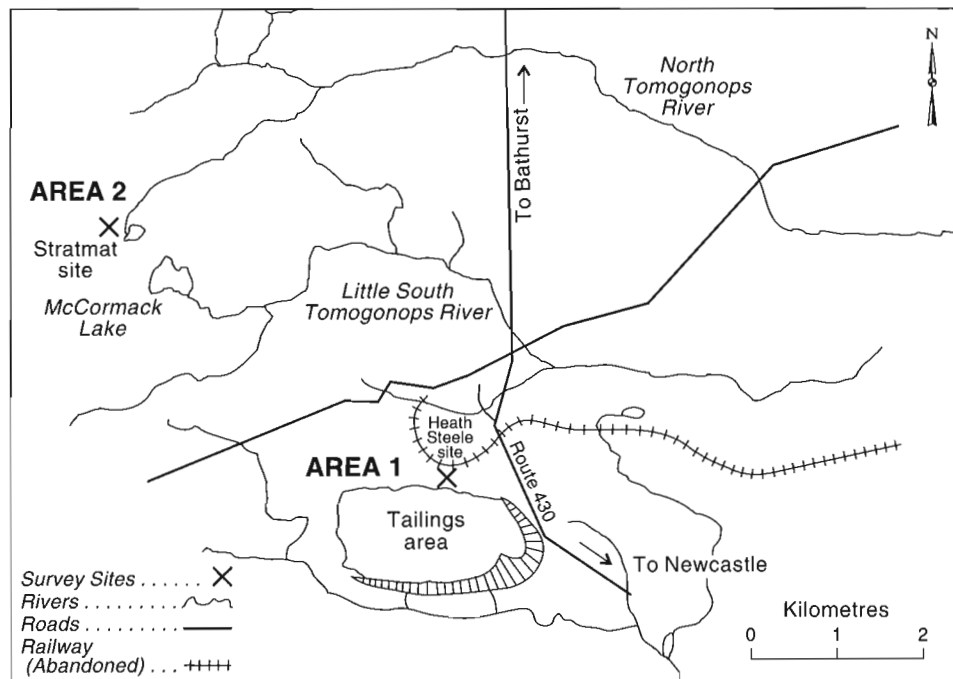 N
North
Tomogonops
River
To Bathurst
AREA 2
Stratmat
site
McCormack
Lake
Little South
Tomogonops River
Heath
Steele
site
AREA 1
Route 430
Tailings
area
To Newcastle
Survey Sites . . . . . .
Rivers . . . . . . . . .
Roads . . . . . . . . .
Railway
(Abandoned) . . .
Kilometres
0 1 2